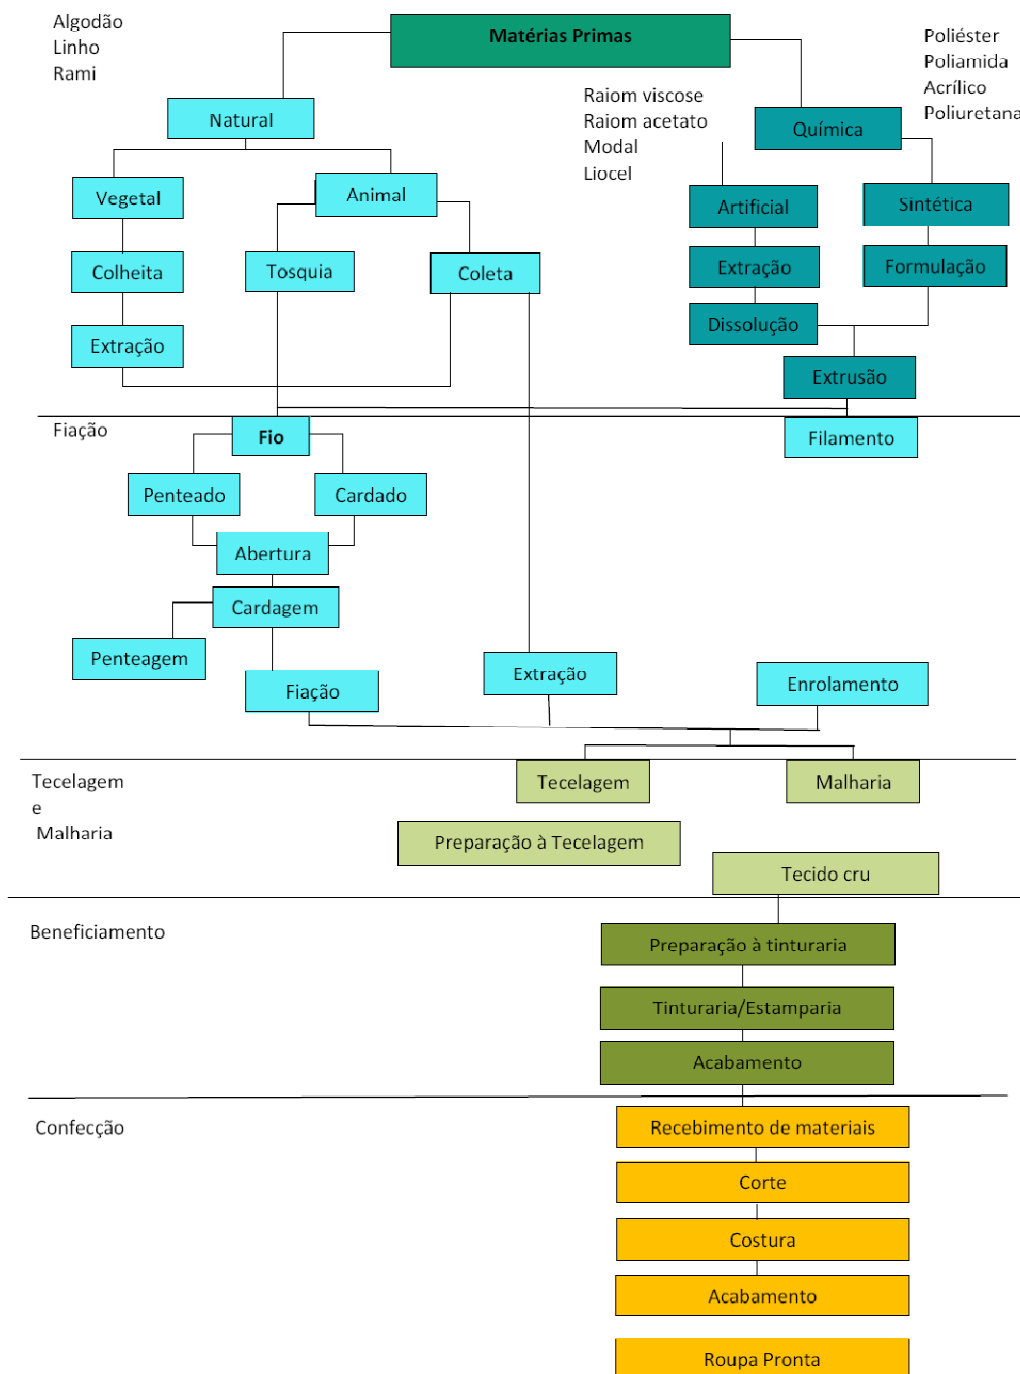 Algodão
Linho
Rami
Matérias Primas
Poliéster
Poliamida
Acrílico
Poliuretana
Raiom viscose
Raiom acetato
Modal
Liocel
Natural
Química
Vegetal
Animal
Artificial
Sintética
Colheita
Tosquia
Coleta
Extração
Formulação
Extração
Dissolução
Extrusão
Fiação
Fio
Filamento
Penteado
Cardado
Abertura
Cardagem
Penteagem
Fiação
Extração
Enrolamento
Tecelagem
e
Malharia
Tecelagem
Malharia
Preparação à Tecelagem
Tecido cru
Beneficiamento
Preparação à tinturaria
Tinturaria/Estamparia
Acabamento
Confecção
Recebimento de materiais
Corte
Costura
Acabamento
Roupa Pronta